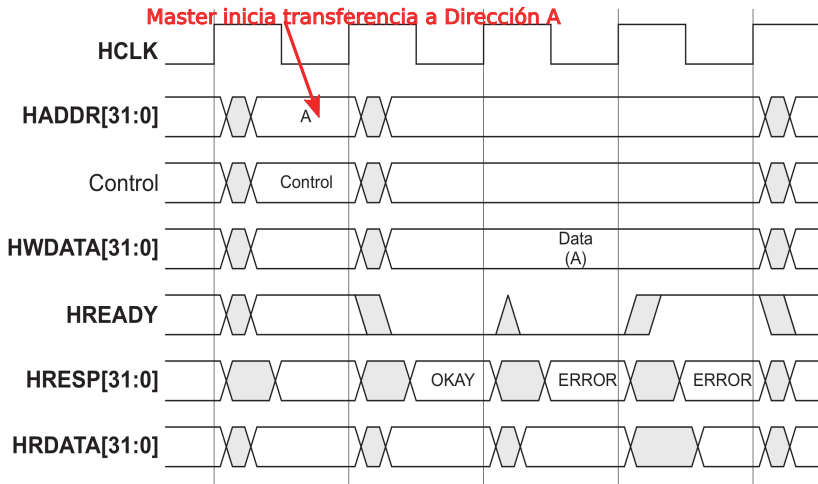 Master inicia transferencia a Dirección A
HCLK
HADDR[31:0]
A
Control
Control
HWDATA[31:0]
Data
(A)
HREADY
HRESP[31:0]
OKAY
ERROR
ERROR
HRDATA[31:0]